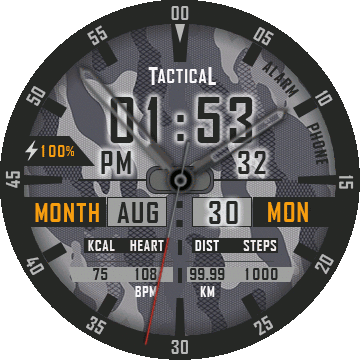 00
55 05
50 10
45 15
40 20
35 25
30
TACTICAL
ALARM
PHONE
01:53
100%
PM 32
MONTH AUG 30 MON
KCAL HEART DIST STEPS
75 108 99.99 1000
BPM KM